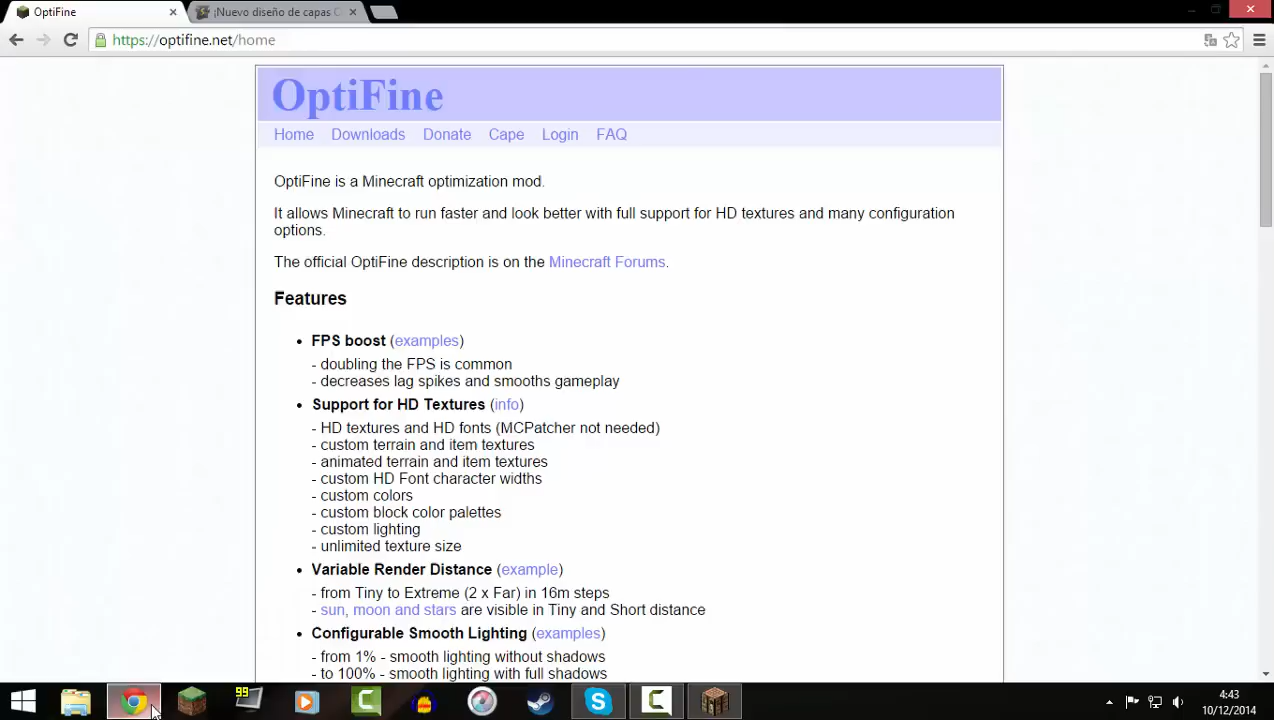 OptiFine
¡Nuevo diseño de capas
https://optifine.net/home
OptiFine
Home Downloads Donate Cape Login FAQ
OptiFine is a Minecraft optimization mod.
It allows Minecraft to run faster and look better with full support for HD textures and many configuration
options.
The official OptiFine description is on the Minecraft Forums.
Features
• FPS boost (examples)
- doubling the FPS is common
- decreases lag spikes and smooths gameplay
• Support for HD Textures (info)
- HD textures and HD fonts (MCPatcher not needed)
- custom terrain and item textures
- animated terrain and item textures
- custom HD Font character widths
- custom colors
- custom block color palettes
- custom lighting
- unlimited texture size
• Variable Render Distance (example)
- from Tiny to Extreme (2 x Far) in 16m steps
- sun, moon and stars are visible in Tiny and Short distance
• Configurable Smooth Lighting (examples)
- from 1% - smooth lighting without shadows
- to 100% - smooth lighting with full shadows
99
4:43
10/12/2014